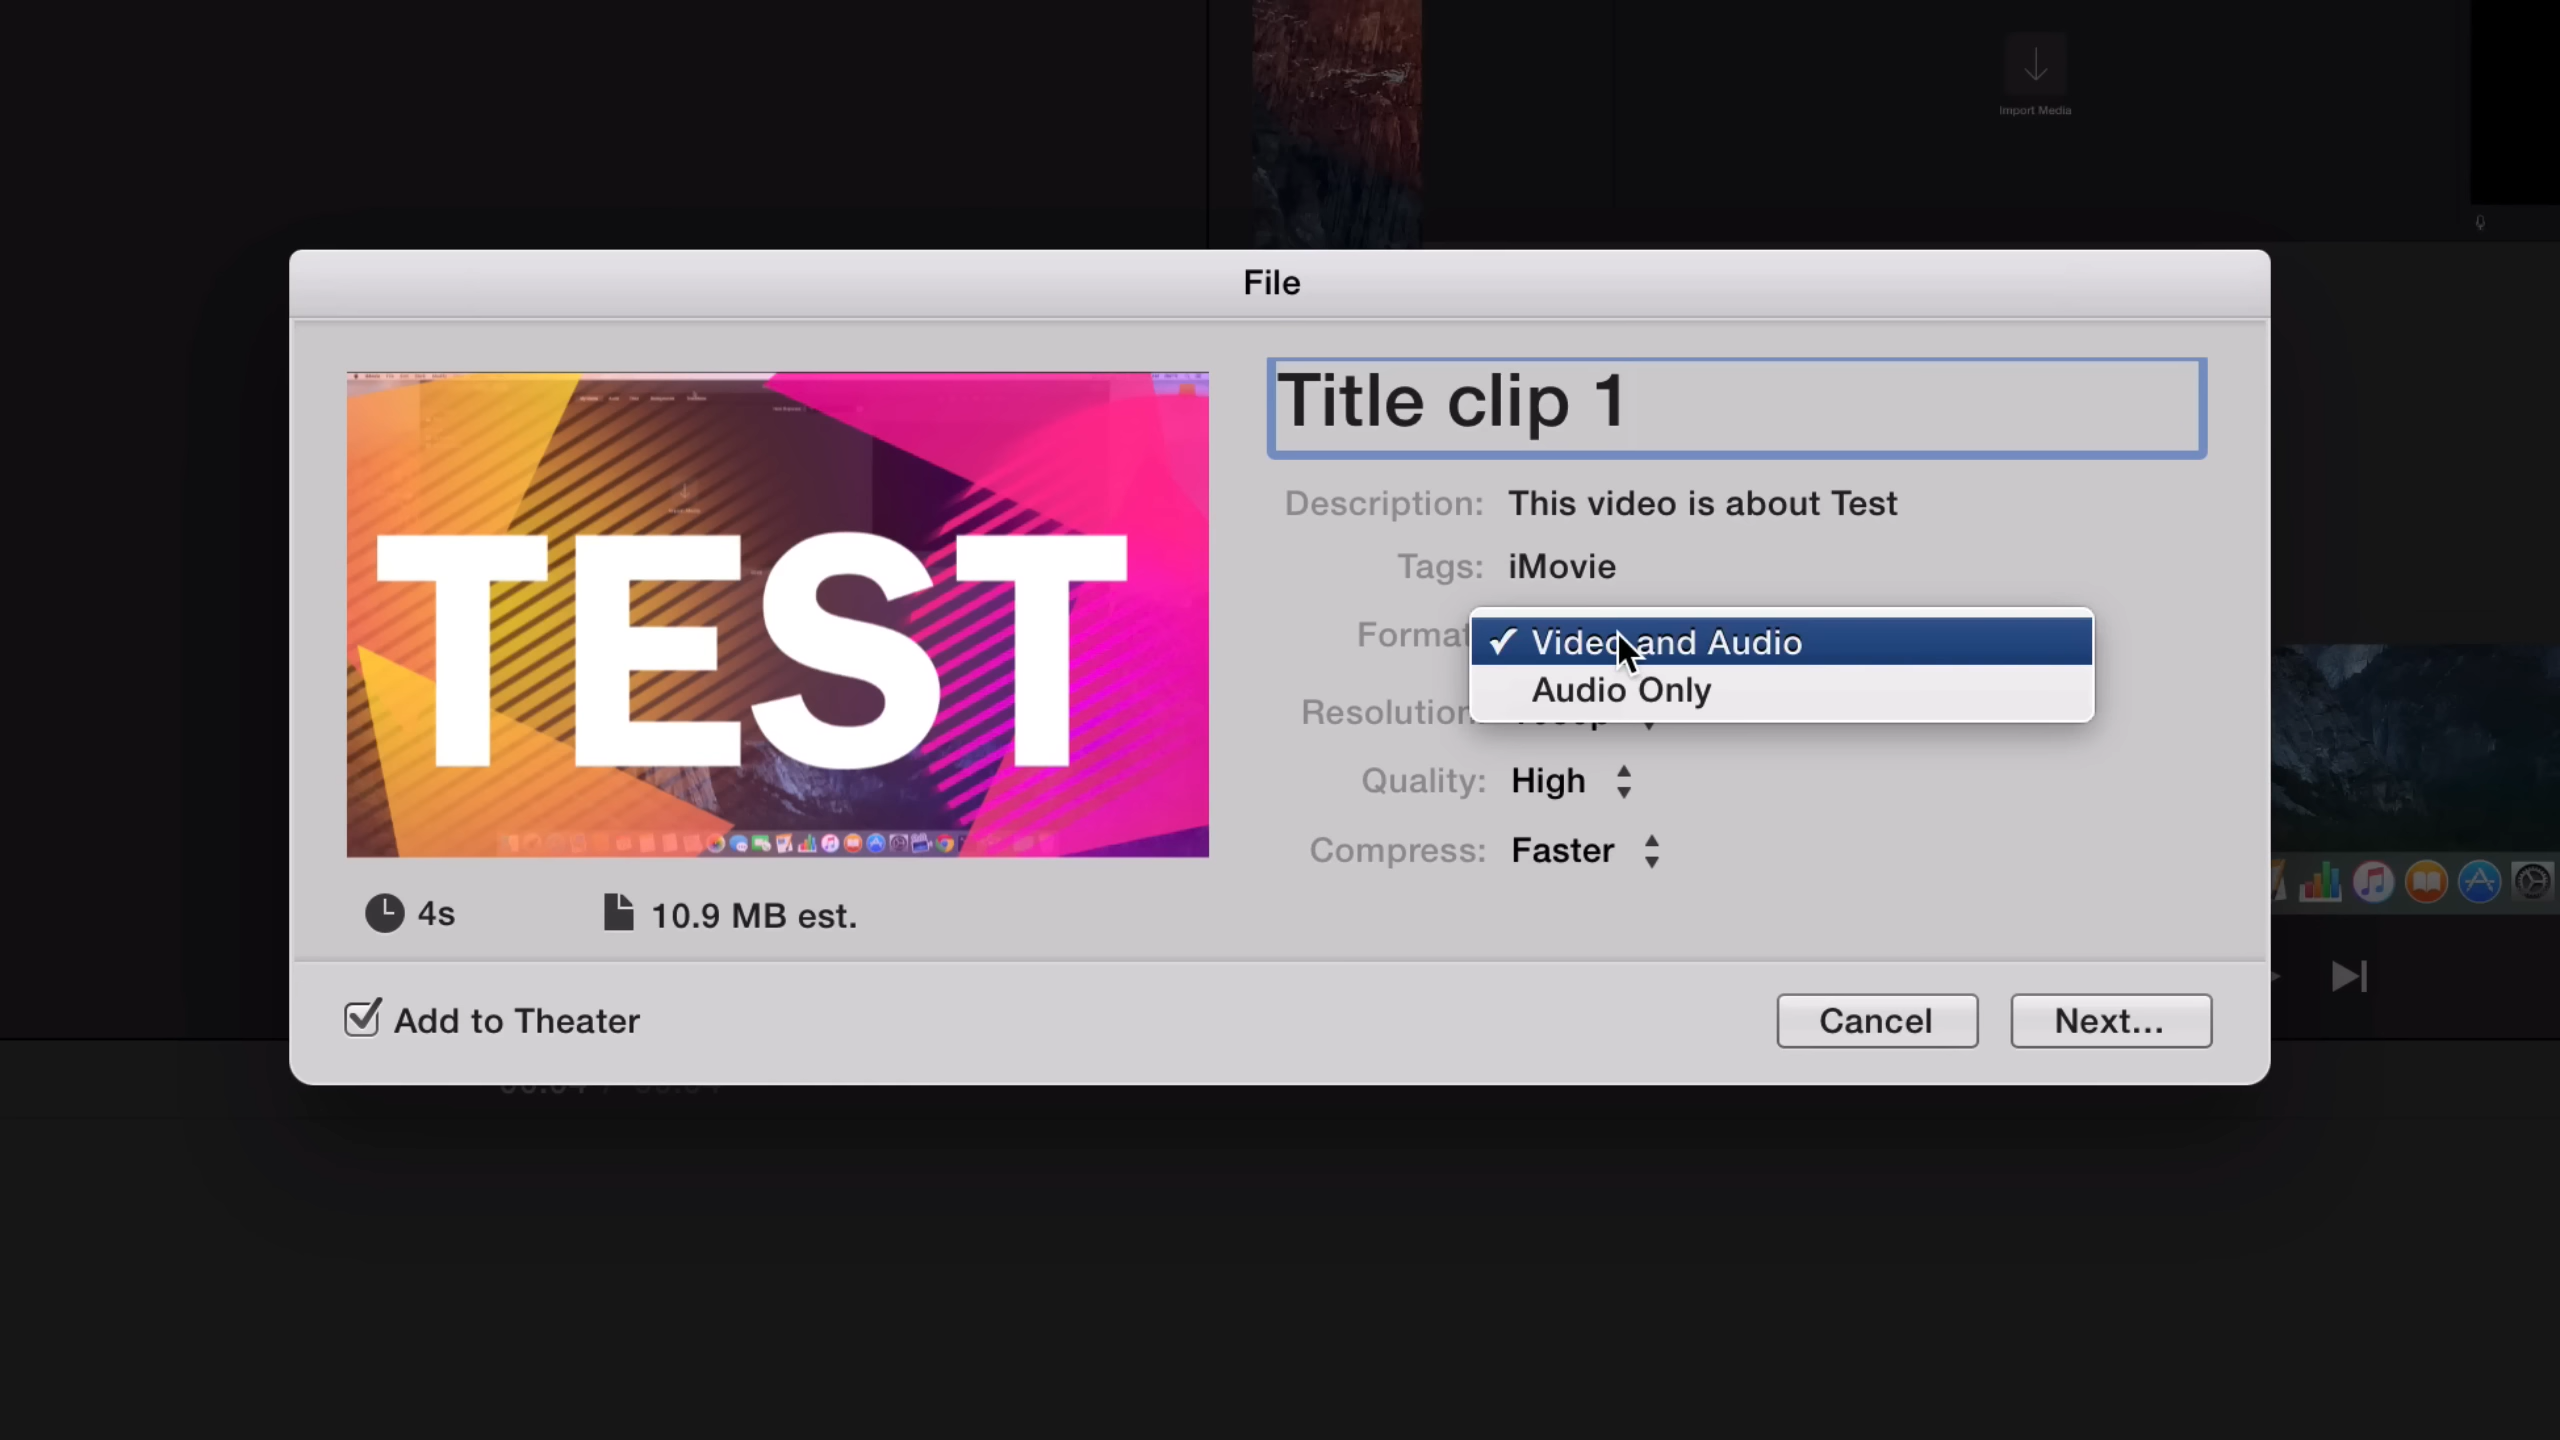 Import Media
File
Title clip 1
Description: This video is about Test
Tags: iMovie
Format
✓ Video and Audio
Audio Only
Resolution
TEST
Quality: High
Compress: Faster
4s
10.9 MB est.
Add to Theater
Cancel
Next...